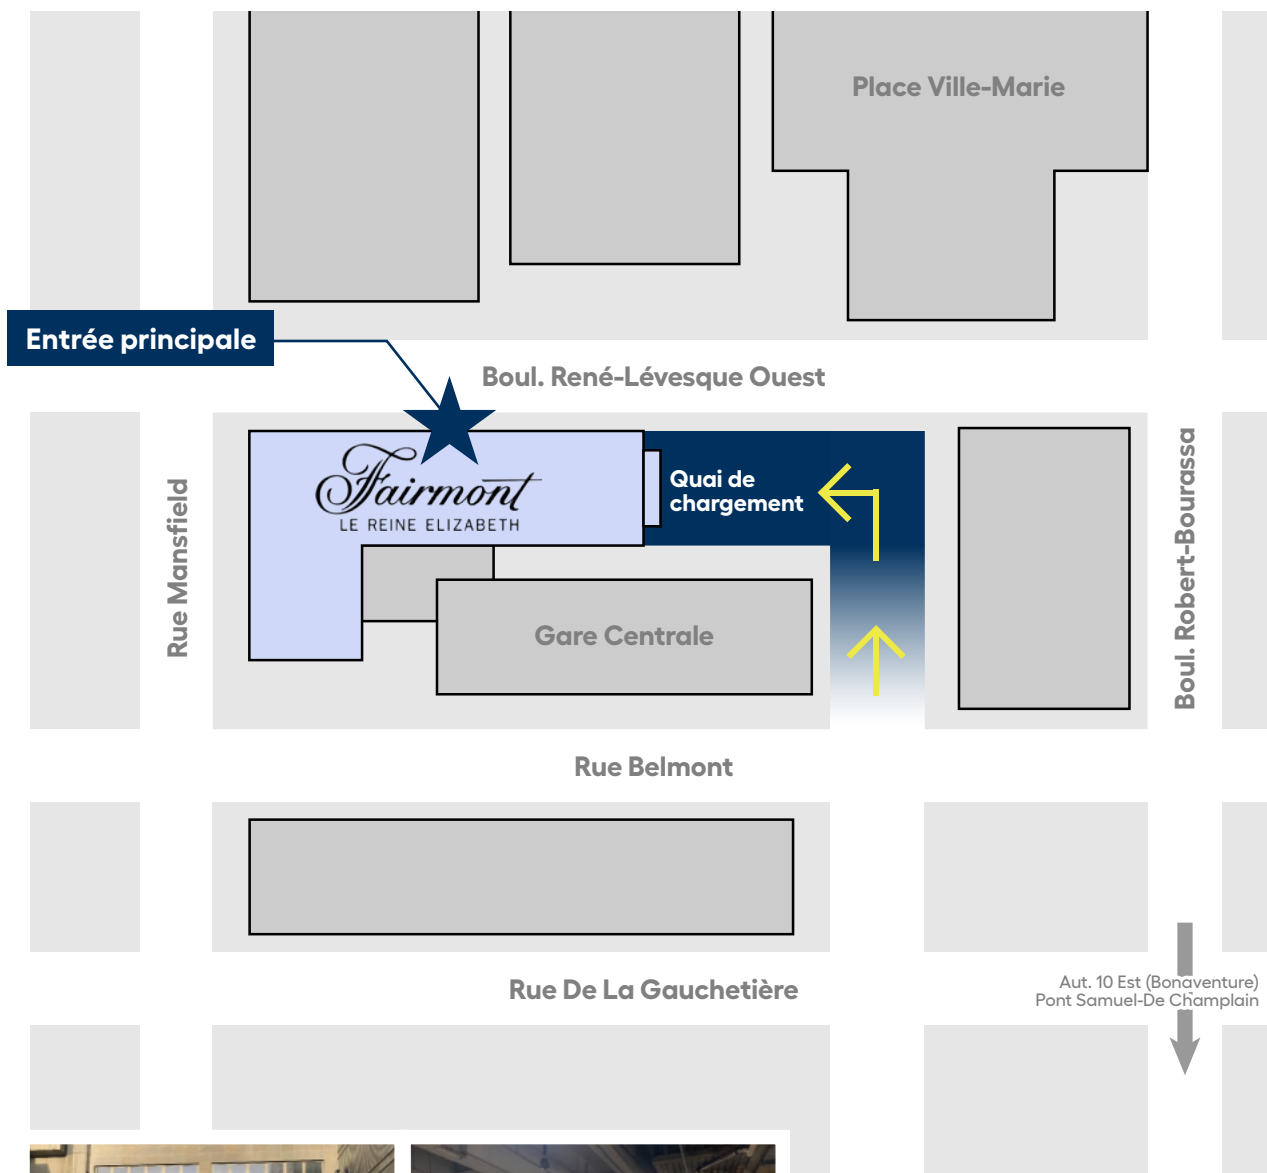 Place Ville-Marie
Entrée principale
Boul. René-Lévesque Ouest
Fairmont
LE REINE ELIZABETH
Quai de
chargement
Rue Mansfield
Boul. Robert-Bourassa
Gare Centrale
Rue Belmont
Rue De La Gauchetière
Aut. 10 Est (Bonaventure)
Pont Samuel-De Champlain